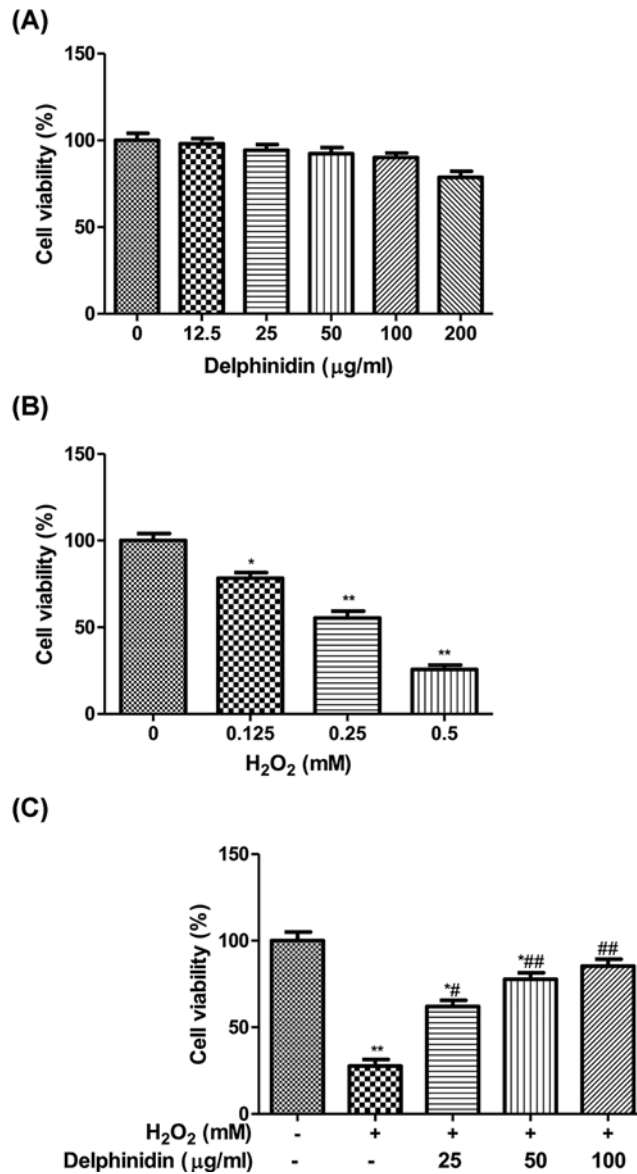 (A)
150
100
50
0
Cell viability (%)
0 12.5 25 50 100 200
Delphinidin (μg/ml)
(B)
150
100
50
0
Cell viability (%)
* ** **
0 0.125 0.25 0.5
H₂O₂ (mM)
(C)
150
100
50
0
Cell viability (%)
** *# *## ##
H₂O₂ (mM) - + + + +
Delphinidin (μg/ml) - - 25 50 100